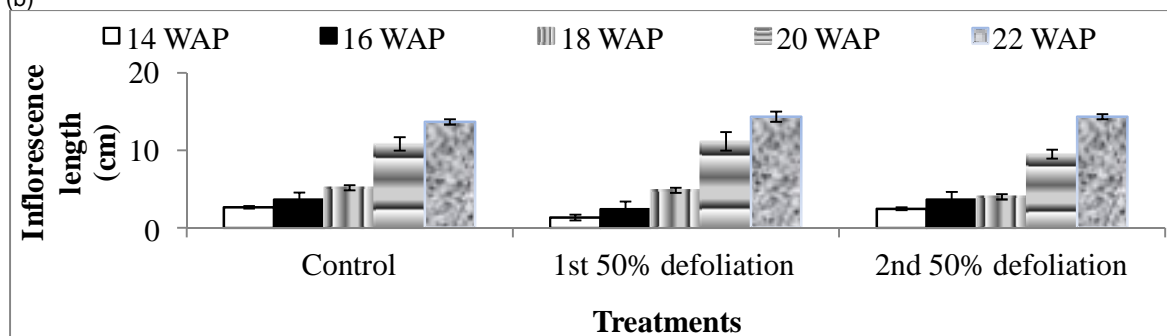 (b)
14 WAP 16 WAP 18 WAP 20 WAP 22 WAP
Inflorescence
length
(cm)
20
10
0
Control 1st 50% defoliation 2nd 50% defoliation
Treatments